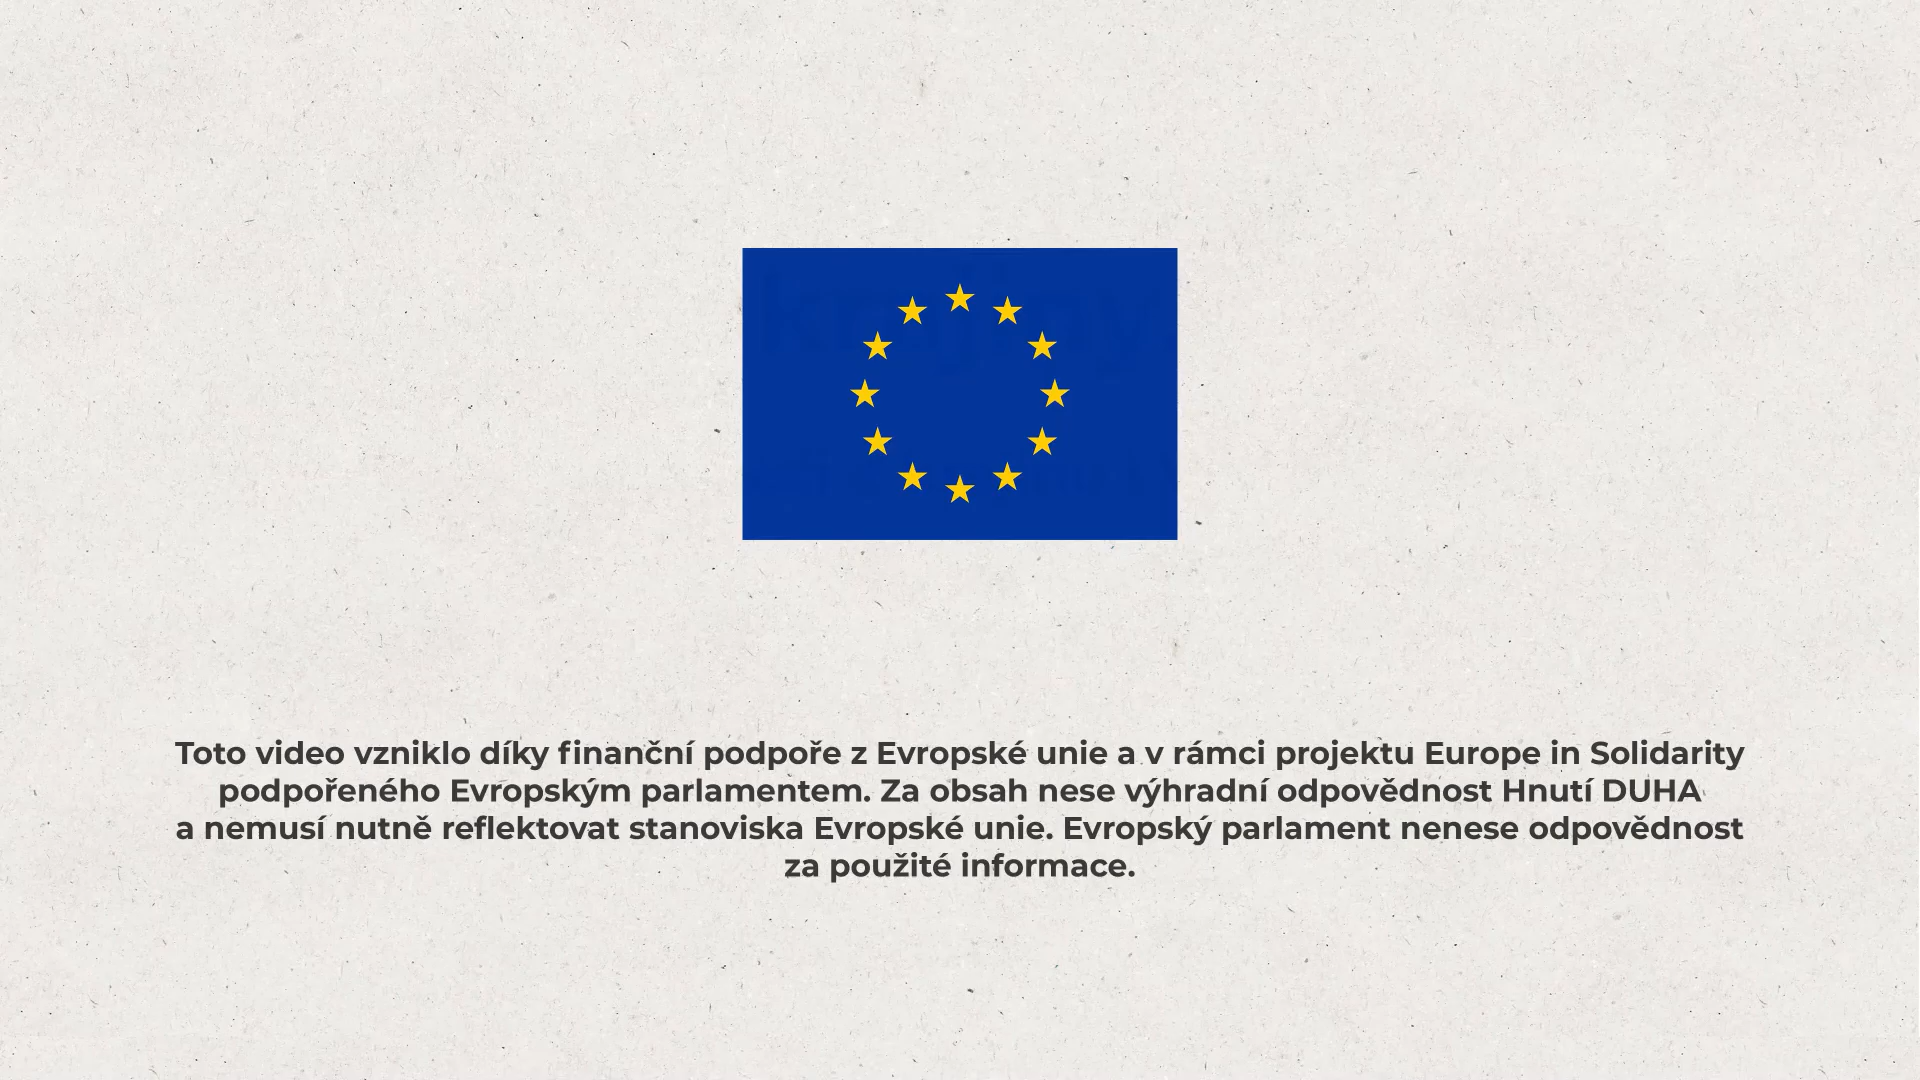 Toto video vzniklo díky finanční podpoře z Evropské unie a v rámci projektu Europe in Solidarity
podpořeného Evropským parlamentem. Za obsah nese výhradní odpovědnost Hnutí DUHA
a nemusí nutně reflektovat stanoviska Evropské unie. Evropský parlament nenese odpovědnost
za použité informace.